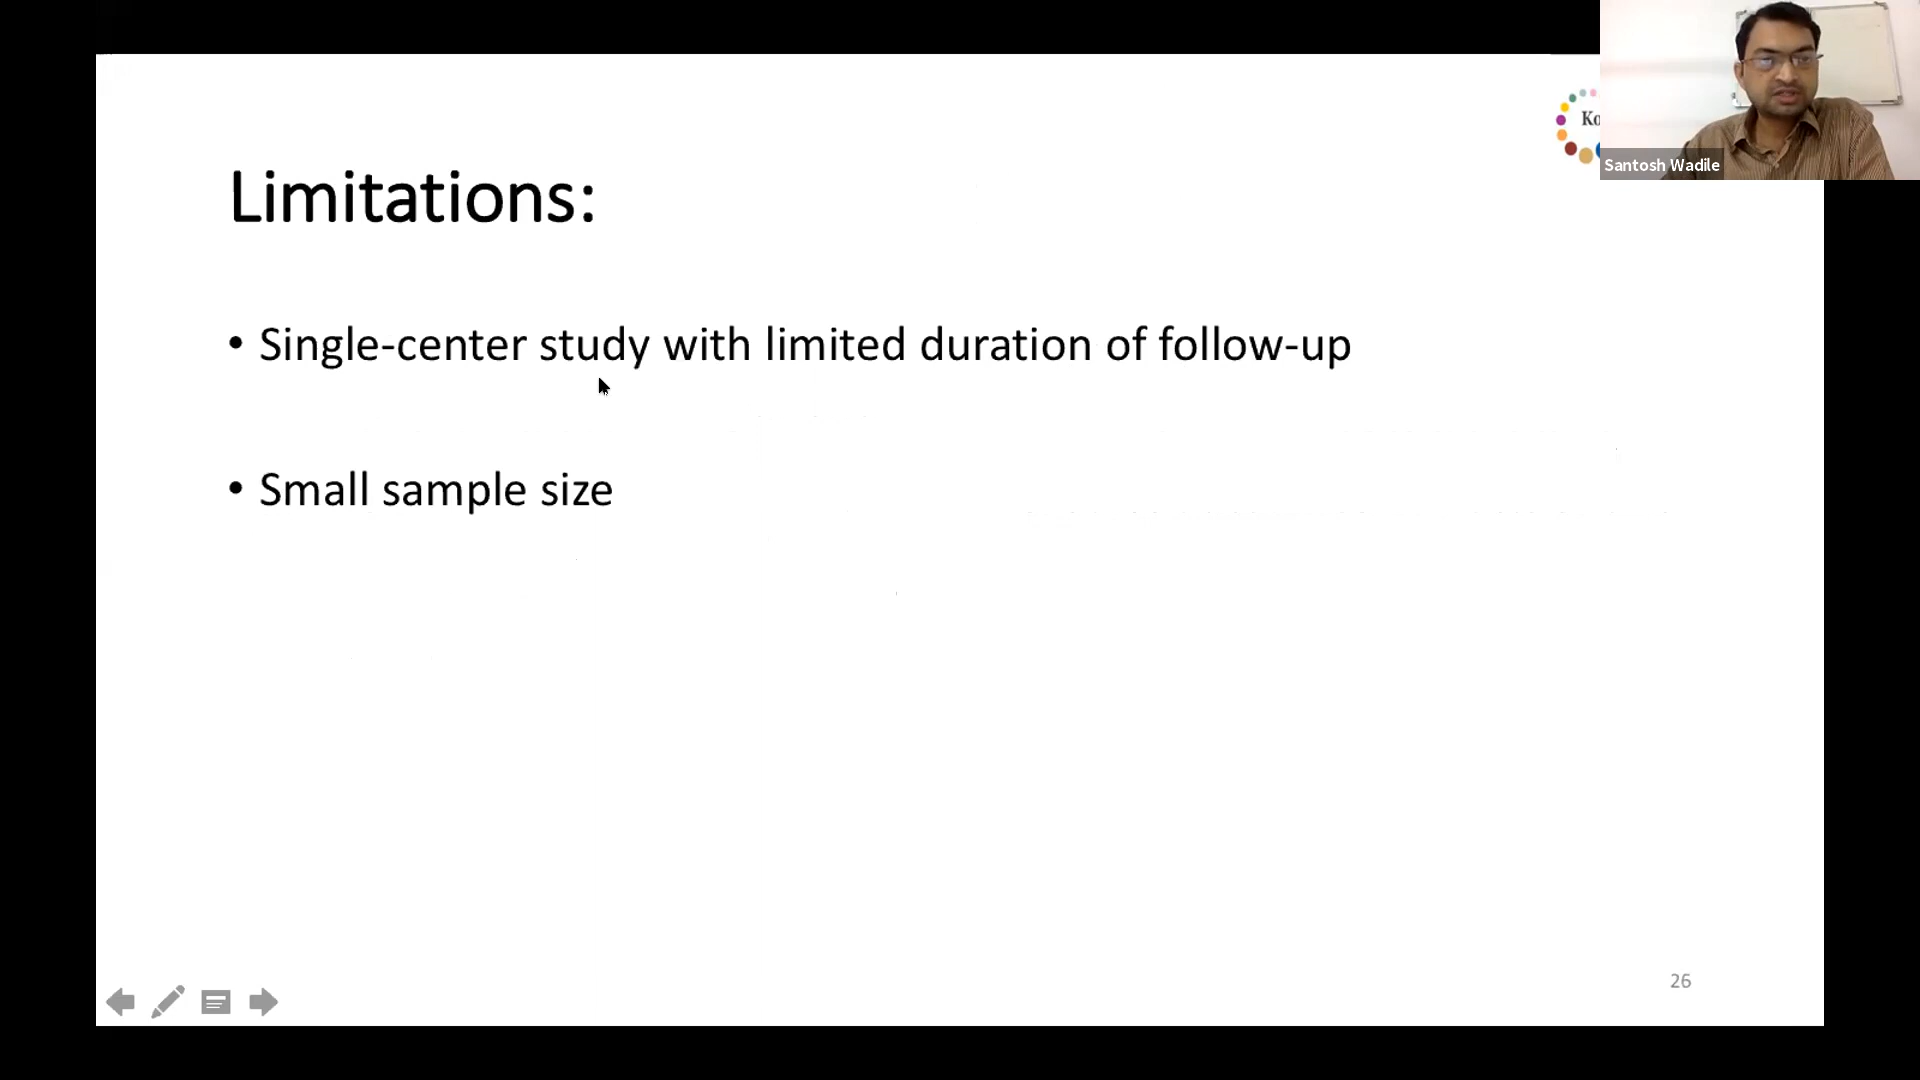 Santosh Wadile
Limitations:
• Single-center study with limited duration of follow-up
• Small sample size
26